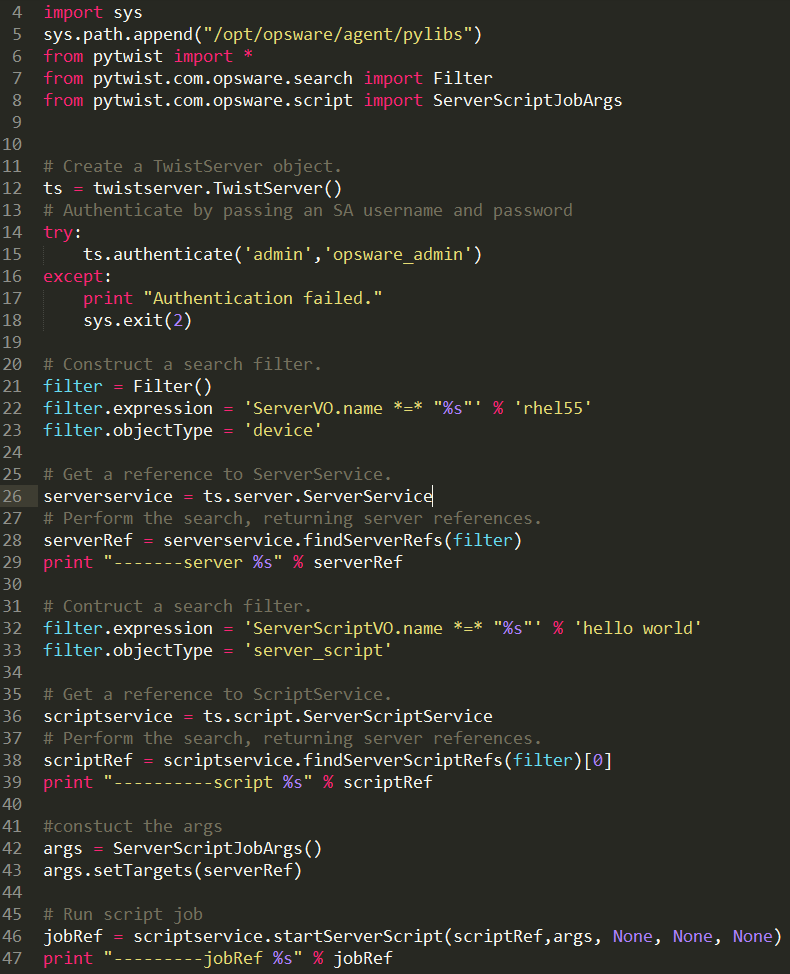 4 import sys
5 sys.path.append("/opt/opsware/agent/pylibs")
6 from pytwist import *
7 from pytwist.com.opsware.search import Filter
8 from pytwist.com.opsware.script import ServerScriptJobArgs
9
10
11 # Create a TwistServer object.
12 ts = twistserver.TwistServer()
13 # Authenticate by passing an SA username and password
14 try:
15     ts.authenticate('admin','opsware_admin')
16 except:
17     print "Authentication failed."
18     sys.exit(2)
19
20 # Construct a search filter.
21 filter = Filter()
22 filter.expression = 'ServerVO.name *=* "%s"' % 'rhel55'
23 filter.objectType = 'device'
24
25 # Get a reference to ServerService.
26 serverservice = ts.server.ServerService
27 # Perform the search, returning server references.
28 serverRef = serverservice.findServerRefs(filter)
29 print "-------server %s" % serverRef
30
31 # Contruct a search filter.
32 filter.expression = 'ServerScriptVO.name *=* "%s"' % 'hello world'
33 filter.objectType = 'server_script'
34
35 # Get a reference to ScriptService.
36 scriptservice = ts.script.ServerScriptService
37 # Perform the search, returning server references.
38 scriptRef = scriptservice.findServerScriptRefs(filter)[0]
39 print "----------script %s" % scriptRef
40
41 #constuct the args
42 args = ServerScriptJobArgs()
43 args.setTargets(serverRef)
44
45 # Run script job
46 jobRef = scriptservice.startServerScript(scriptRef,args, None, None, None)
47 print "---------jobRef %s" % jobRef